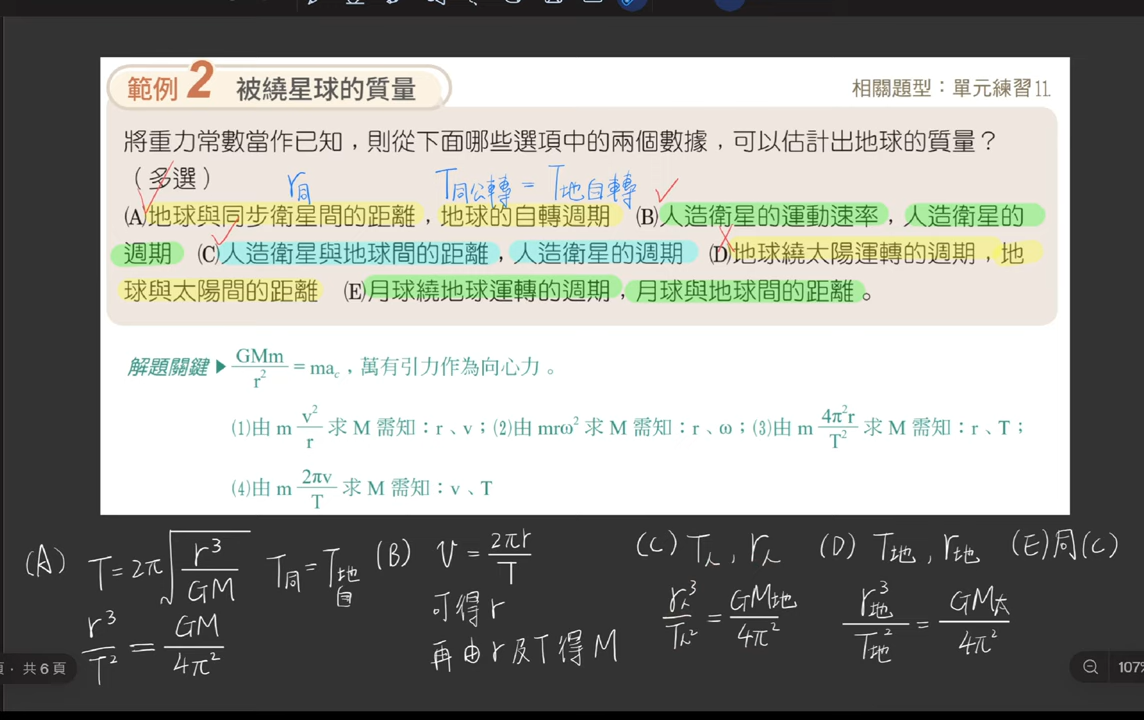 範例 2 被繞星球的質量
相關題型：單元練習11
將重力常數當作已知，則從下面哪些選項中的兩個數據，可以估計出地球的質量？
（多選）
r同
T同公轉 = T地自轉
(A)地球與同步衛星間的距離，地球的自轉週期 (B)人造衛星的運動速率，人造衛星的
週期 (C)人造衛星與地球間的距離，人造衛星的週期 (D)地球繞太陽運轉的週期，地
球與太陽間的距離 (E)月球繞地球運轉的週期，月球與地球間的距離。
解題關鍵▶ GMm/r² = mac，萬有引力作為向心力。
(1)由 m v²/r 求 M 需知：r、v；(2)由 mrω² 求 M 需知：r、ω；(3)由 m 4π²r/T² 求 M 需知：r、T；
(4)由 m 2πv/T 求 M 需知：v、T
(A) T=2π√(r³/GM) T同=T地自
r³/T² = GM/4π²
(B) v = 2πr/T
可得r
再由r及T得M
(C) T人, r人
r人³/T人² = GM地/4π²
(D) T地, r地
r地³/T地² = GM太/4π²
(E)同(C)
頁 · 共 6 頁
107%